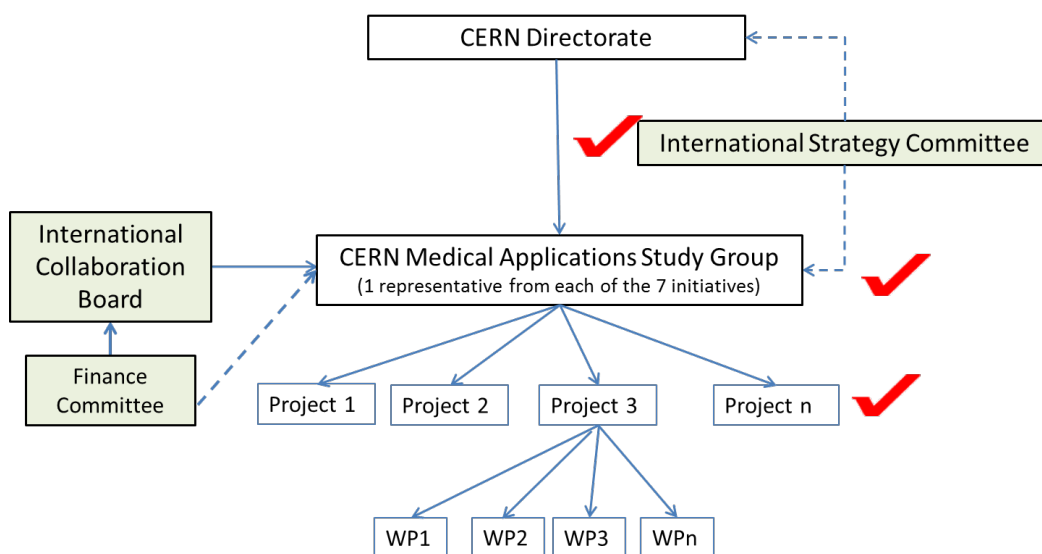 CERN Directorate
International Strategy Committee
International
Collaboration
Board
CERN Medical Applications Study Group
(1 representative from each of the 7 initiatives)
Finance
Committee
Project 1
Project 2
Project 3
Project n
WP1
WP2
WP3
WPn